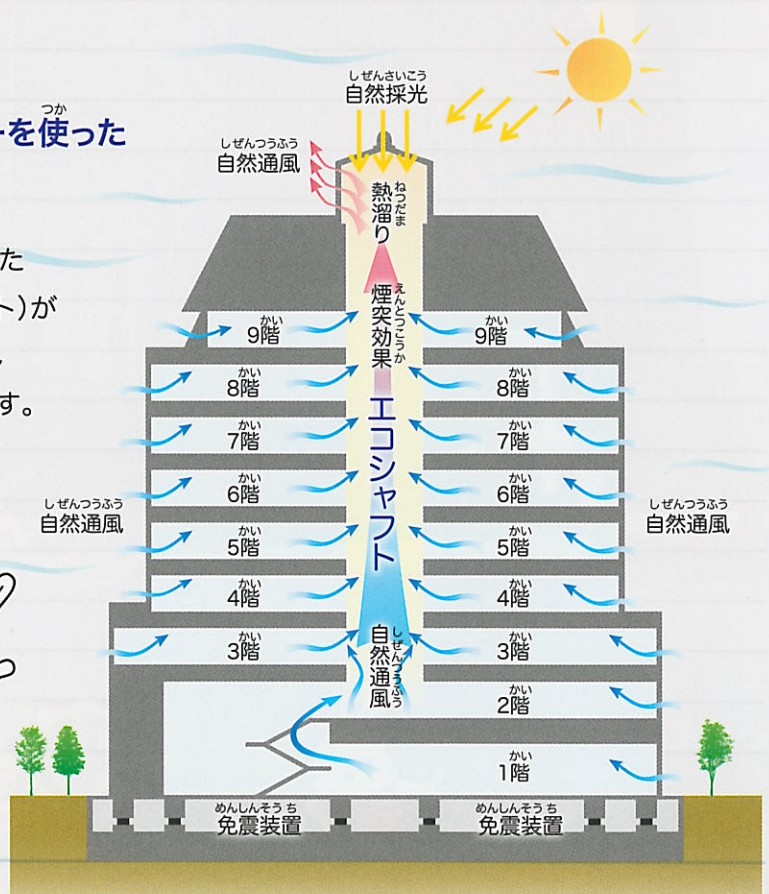 つか
ーを使った
た
ト)が
す。
しぜんさいこう
自然採光
しぜんつうふう
自然通風
ねつだま
熱溜り
えんとつこうか
煙突効果
エコシャフト
しぜんつうふう
自然通風
かい
9階
かい
9階
かい
8階
かい
8階
かい
7階
かい
7階
かい
6階
かい
6階
しぜんつうふう
自然通風
しぜんつうふう
自然通風
かい
5階
かい
5階
かい
4階
かい
4階
かい
3階
かい
3階
かい
2階
かい
1階
めんしんそうち
免震装置
めんしんそうち
免震装置